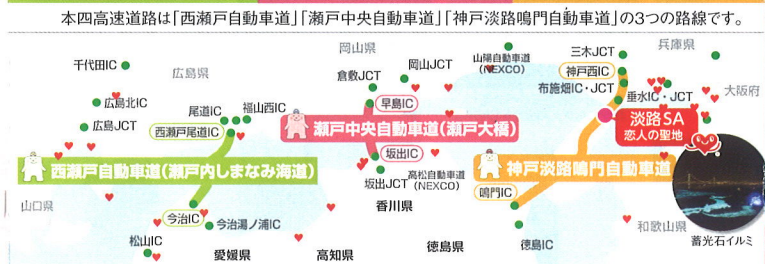 本四高速道路は「西瀬戸自動車道」「瀬戸中央自動車道」「神戸淡路鳴門自動車道」の3つの路線です。
岡山県
三木JCT
兵庫県
千代田IC
広島県
倉敷JCT
岡山JCT
山陽自動車道
(NEXCO)
神戸西IC
布施畑IC・JCT
大阪府
広島北IC
尾道IC
福山西IC
早島IC
垂水IC・JCT
広島JCT
西瀬戸尾道IC
瀬戸中央自動車道(瀬戸大橋)
淡路SA
恋人の聖地
坂出IC
西瀬戸自動車道(瀬戸内しまなみ海道)
神戸淡路鳴門自動車道
坂出JCT
高松自動車道
(NEXCO)
鳴門IC
山口県
香川県
今治IC
今治湯ノ浦IC
和歌山県
松山IC
愛媛県
高知県
徳島県
徳島IC
蓄光石イルミ